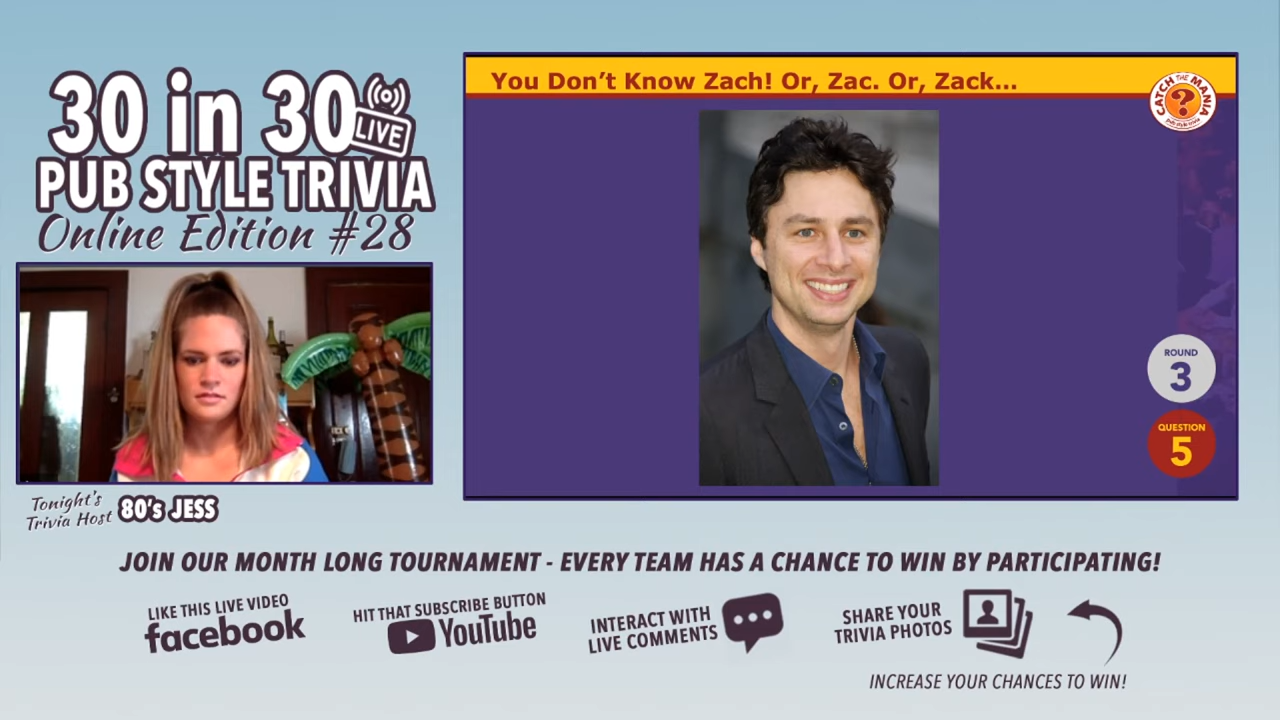 30 in 30
LIVE
PUB STYLE TRIVIA
Online Edition #28
You Don't Know Zach! Or, Zac. Or, Zack...
CATCH THE MANIA
?
pub style trivia
ROUND
3
QUESTION
5
Tonight's
Trivia Host
80's JESS
JOIN OUR MONTH LONG TOURNAMENT - EVERY TEAM HAS A CHANCE TO WIN BY PARTICIPATING!
LIKE THIS LIVE VIDEO
facebook
HIT THAT SUBSCRIBE BUTTON
YouTube
INTERACT WITH
LIVE COMMENTS
SHARE YOUR
TRIVIA PHOTOS
INCREASE YOUR CHANCES TO WIN!